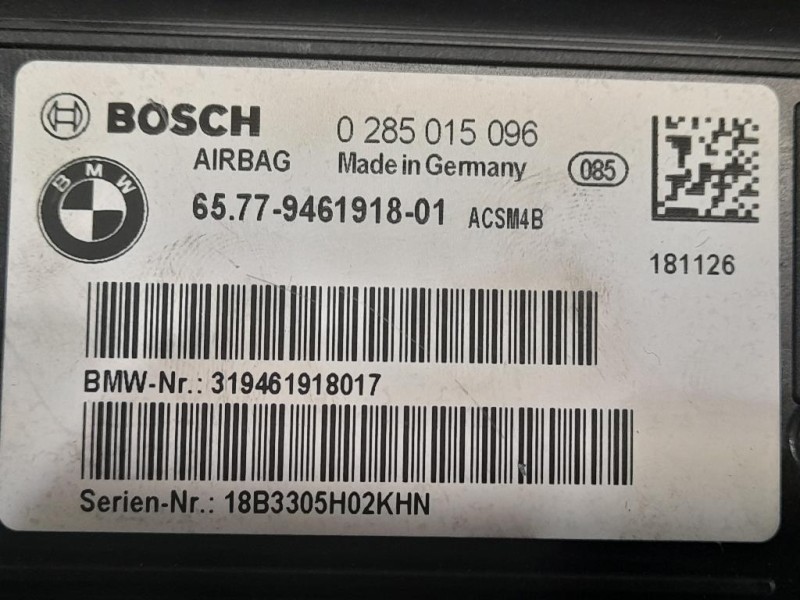 BOSCH 0 285 015 096
AIRBAG Made in Germany 085
BMW
65.77-9461918-01 ACSM4B
181126
BMW-Nr.: 319461918017
Serien-Nr.: 18B3305H02KHN